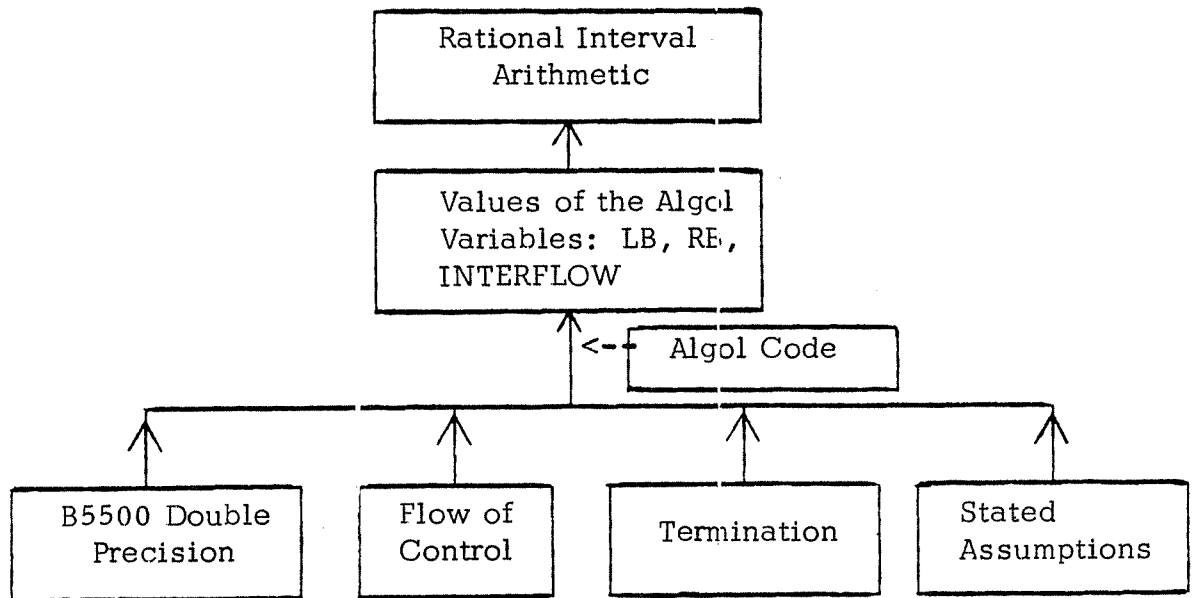 Rational Interval
Arithmetic
Values of the Algol
Variables: LB, RB,
INTERFLOW
Algol Code
B5500 Double
Precision
Flow of
Control
Termination
Stated
Assumptions